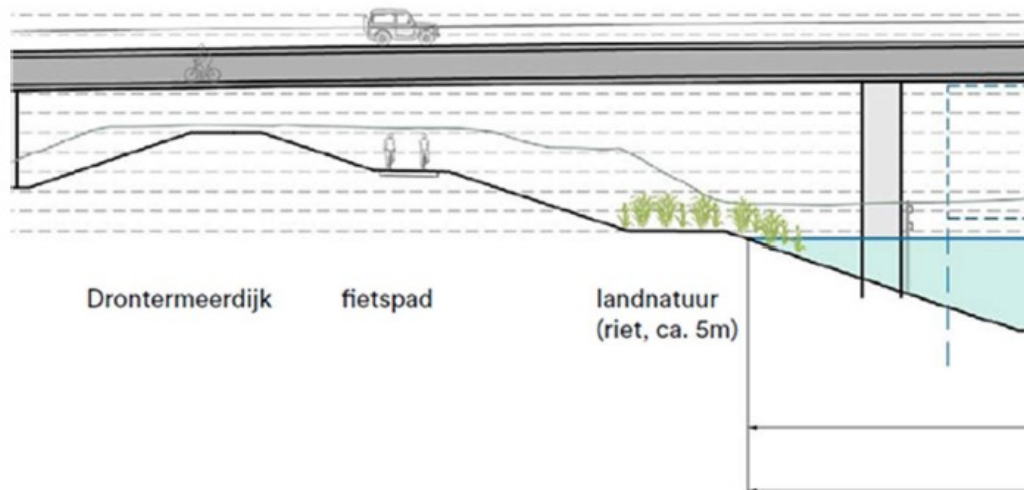 Drontermeerdijk
fietspad
landnatuur
(riet, ca. 5m)